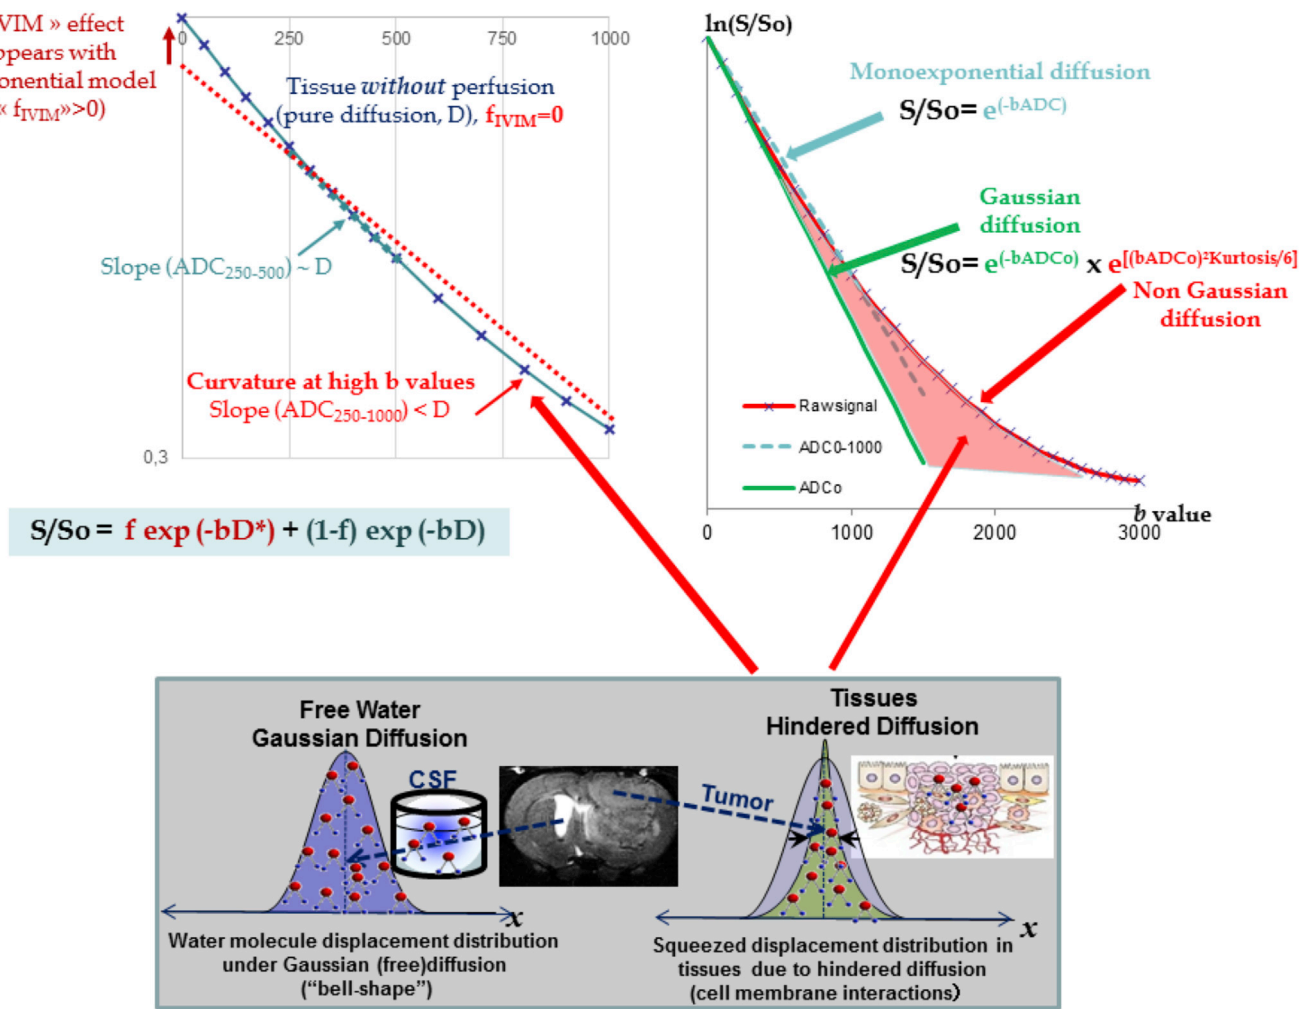 VIM » effect
ppears with
onential model
« fIVIM»>0)
0
250
500
750
1000
Tissue without perfusion
(pure diffusion, D), fIVIM=0
Slope (ADC250-500) ~ D
Curvature at high b values
Slope (ADC250-1000) < D
0,3
S/So = f exp (-bD*) + (1-f) exp (-bD)
ln(S/So)
Monoexponential diffusion
S/So= e(-bADC)
Gaussian
diffusion
S/So= e(-bADCo) x e[(bADCo)²Kurtosis/6]
Non Gaussian
diffusion
Rawsignal
ADC0-1000
ADCo
b value
0
1000
2000
3000
Free Water
Gaussian Diffusion
CSF
x
Water molecule displacement distribution
under Gaussian (free)diffusion
(“bell-shape”)
Tumor
Tissues
Hindered Diffusion
x
Squeezed displacement distribution in
tissues due to hindered diffusion
(cell membrane interactions)